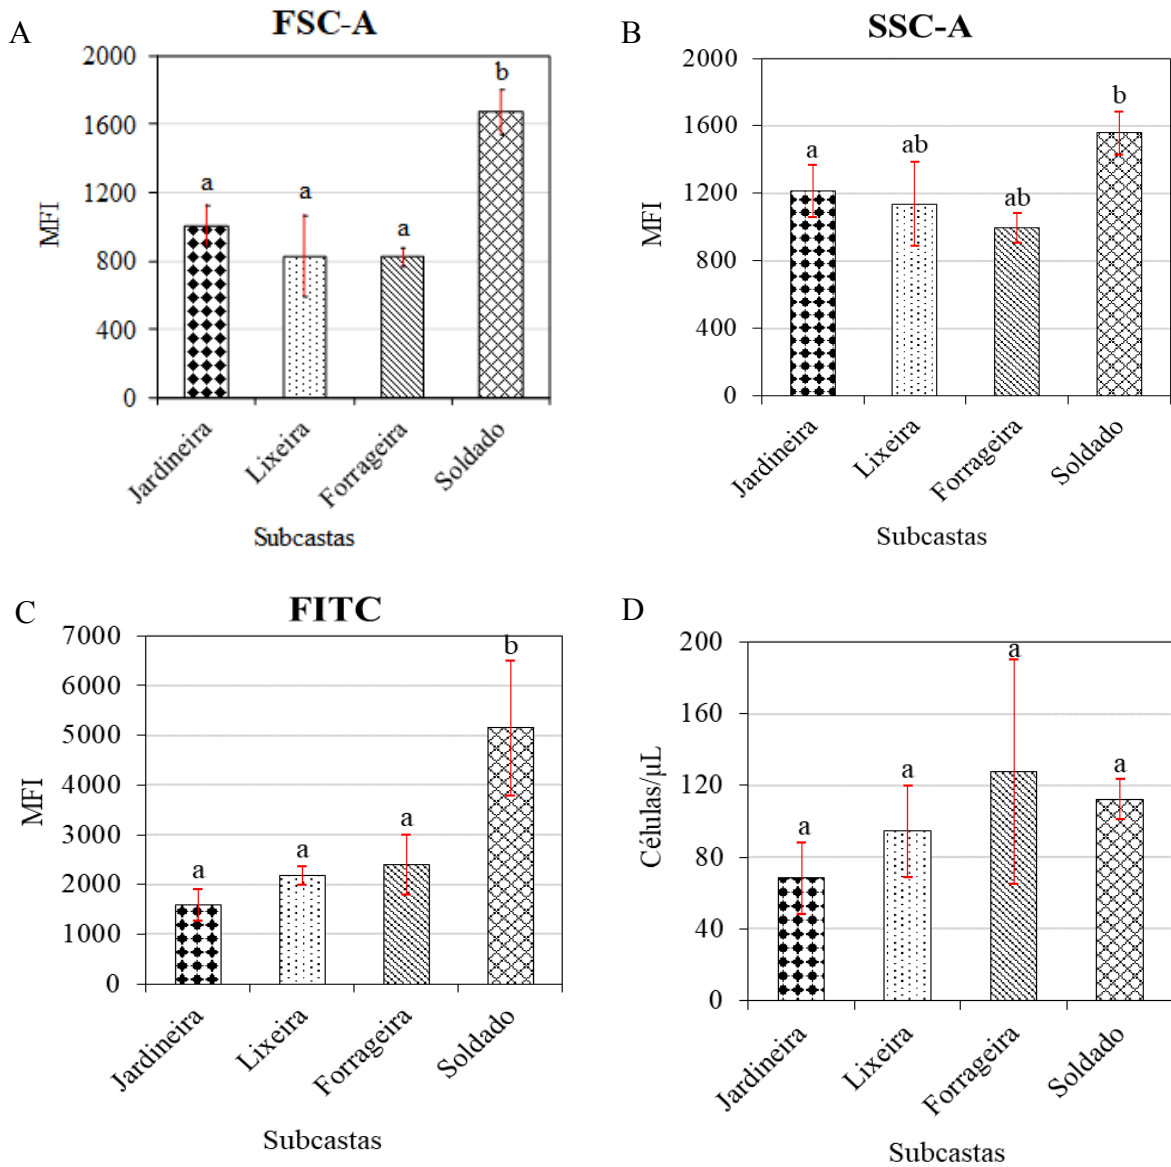 A
FSC-A
2000
1600
1200
800
400
0
MFI
a
a
a
b
Jardineira
Lixeira
Forrageira
Soldado
Subcastas
B
SSC-A
2000
1600
1200
800
400
0
MFI
a
ab
ab
b
Jardineira
Lixeira
Forrageira
Soldado
Subcastas
C
FITC
7000
6000
5000
4000
3000
2000
1000
0
MFI
a
a
a
b
Jardineira
Lixeira
Forrageira
Soldado
Subcastas
D
200
160
120
80
40
0
Células/µL
a
a
a
a
Jardineira
Lixeira
Forrageira
Soldado
Subcastas